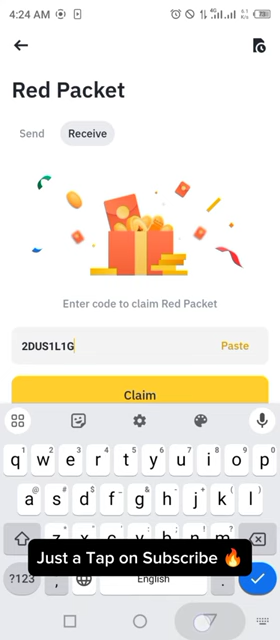 4:24 AM
Red Packet
Send
Receive
Enter code to claim Red Packet
2DUS1L1G
Paste
Claim
q w e r t y u i o p
a s d f g h j k l
Just a Tap on Subscribe 🔥
?123 , English .